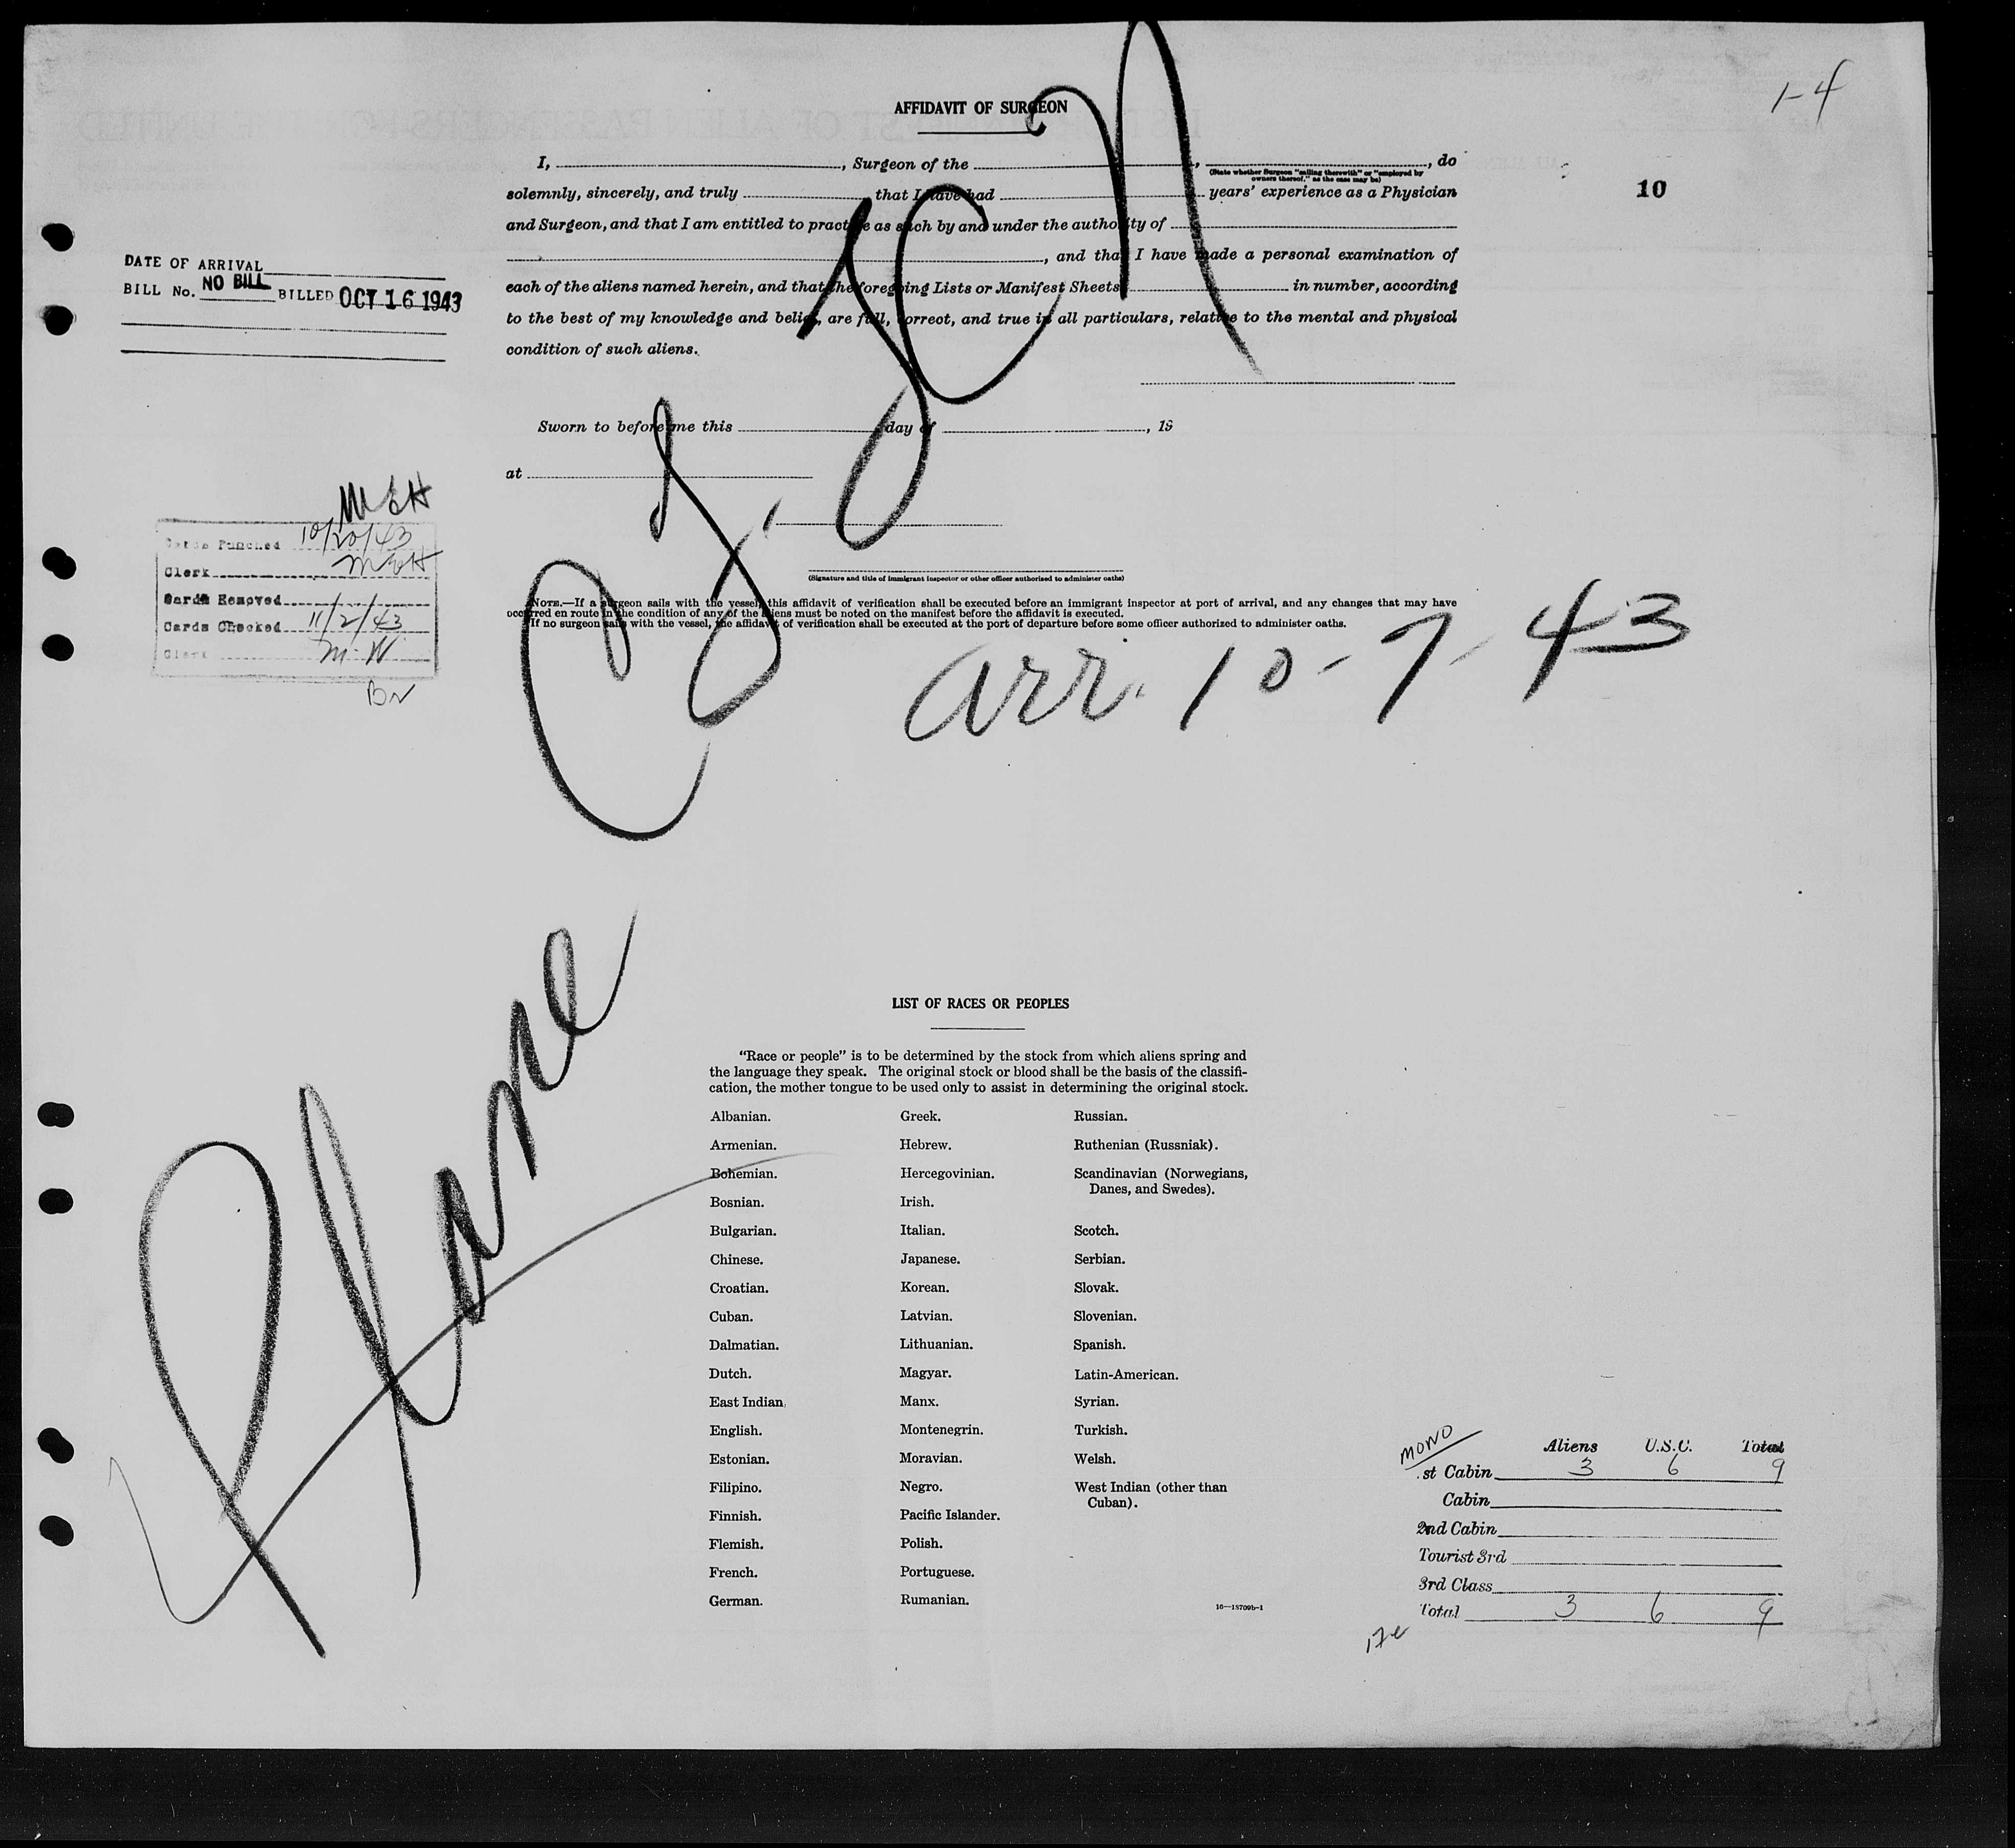 1-4
AFFIDAVIT OF SURGEON
10
I, , Surgeon of the , , do
(State whether Surgeon "sailing therewith" or "employed by
owners thereof," as the case may be)
solemnly, sincerely, and truly that I have had years' experience as a Physician
and Surgeon, and that I am entitled to practice as such by and under the authority of
, and that I have made a personal examination of
each of the aliens named herein, and that the foregoing Lists or Manifest Sheets in number, according
to the best of my knowledge and belief, are full, correct, and true in all particulars, relative to the mental and physical
condition of such aliens.
DATE OF ARRIVAL
BILL No. NO BILL BILLED OCT 16 1943
Sworn to before me this day of , 19
at
(Signature and title of immigrant inspector or other officer authorized to administer oaths)
NOTE.—If a surgeon sails with the vessel, this affidavit of verification shall be executed before an immigrant inspector at port of arrival, and any changes that may have
occurred en route in the condition of any of the aliens must be noted on the manifest before the affidavit is executed.
If no surgeon sails with the vessel, the affidavit of verification shall be executed at the port of departure before some officer authorized to administer oaths.
MEH
Cards Punched 10/20/43
Clerk MEH
Cards Removed
Cards Checked 11/2/43
Clerk M.W
arr. 10-7-43
Plane
LIST OF RACES OR PEOPLES
"Race or people" is to be determined by the stock from which aliens spring and
the language they speak. The original stock or blood shall be the basis of the classifi-
cation, the mother tongue to be used only to assist in determining the original stock.
Albanian.
Armenian.
Bohemian.
Bosnian.
Bulgarian.
Chinese.
Croatian.
Cuban.
Dalmatian.
Dutch.
East Indian.
English.
Estonian.
Filipino.
Finnish.
Flemish.
French.
German.
Greek.
Hebrew.
Hercegovinian.
Irish.
Italian.
Japanese.
Korean.
Latvian.
Lithuanian.
Magyar.
Manx.
Montenegrin.
Moravian.
Negro.
Pacific Islander.
Polish.
Portuguese.
Rumanian.
Russian.
Ruthenian (Russniak).
Scandinavian (Norwegians,
Danes, and Swedes).
Scotch.
Serbian.
Slovak.
Slovenian.
Spanish.
Latin-American.
Syrian.
Turkish.
Welsh.
West Indian (other than
Cuban).
16—18709b-1
MONO
Aliens U.S.C. Total
st Cabin 3 6 9
Cabin
2nd Cabin
Tourist 3rd
3rd Class
Total 3 6 9